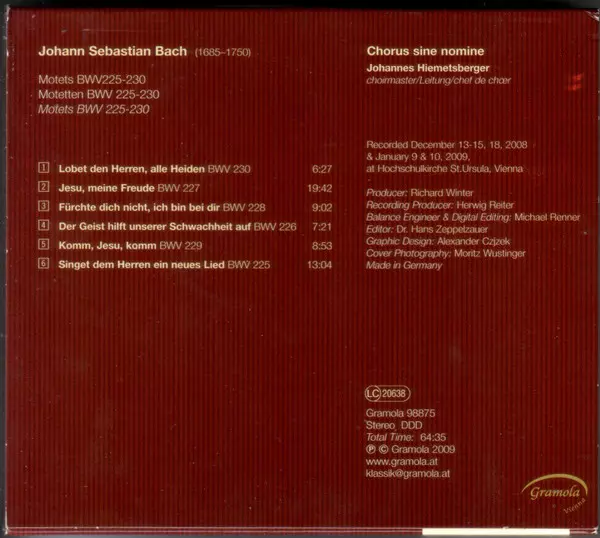 Johann Sebastian Bach (1685–1750)
Motets BWV225-230
Motetten BWV 225-230
Motets BWV 225-230
1 Lobet den Herren, alle Heiden BWV 230 6:27
2 Jesu, meine Freude BWV 227 19:42
3 Fürchte dich nicht, ich bin bei dir BWV 228 9:02
4 Der Geist hilft unserer Schwachheit auf BWV 226 7:21
5 Komm, Jesu, komm BWV 229 8:53
6 Singet dem Herren ein neues Lied BWV 225 13:04
Chorus sine nomine
Johannes Hiemetsberger
choirmaster/Leitung/chef de chœr
Recorded December 13-15, 18, 2008
& January 9 & 10, 2009,
at Hochschulkirche St.Ursula, Vienna
Producer: Richard Winter
Recording Producer: Herwig Reiter
Balance Engineer & Digital Editing: Michael Renner
Editor: Dr. Hans Zeppelzauer
Graphic Design: Alexander Czjzek
Cover Photography: Moritz Wustinger
Made in Germany
LC 20638
Gramola 98875
Stereo DDD
Total Time: 64:35
℗ © Gramola 2009
www.gramola.at
klassik@gramola.at
Gramola
Vienna